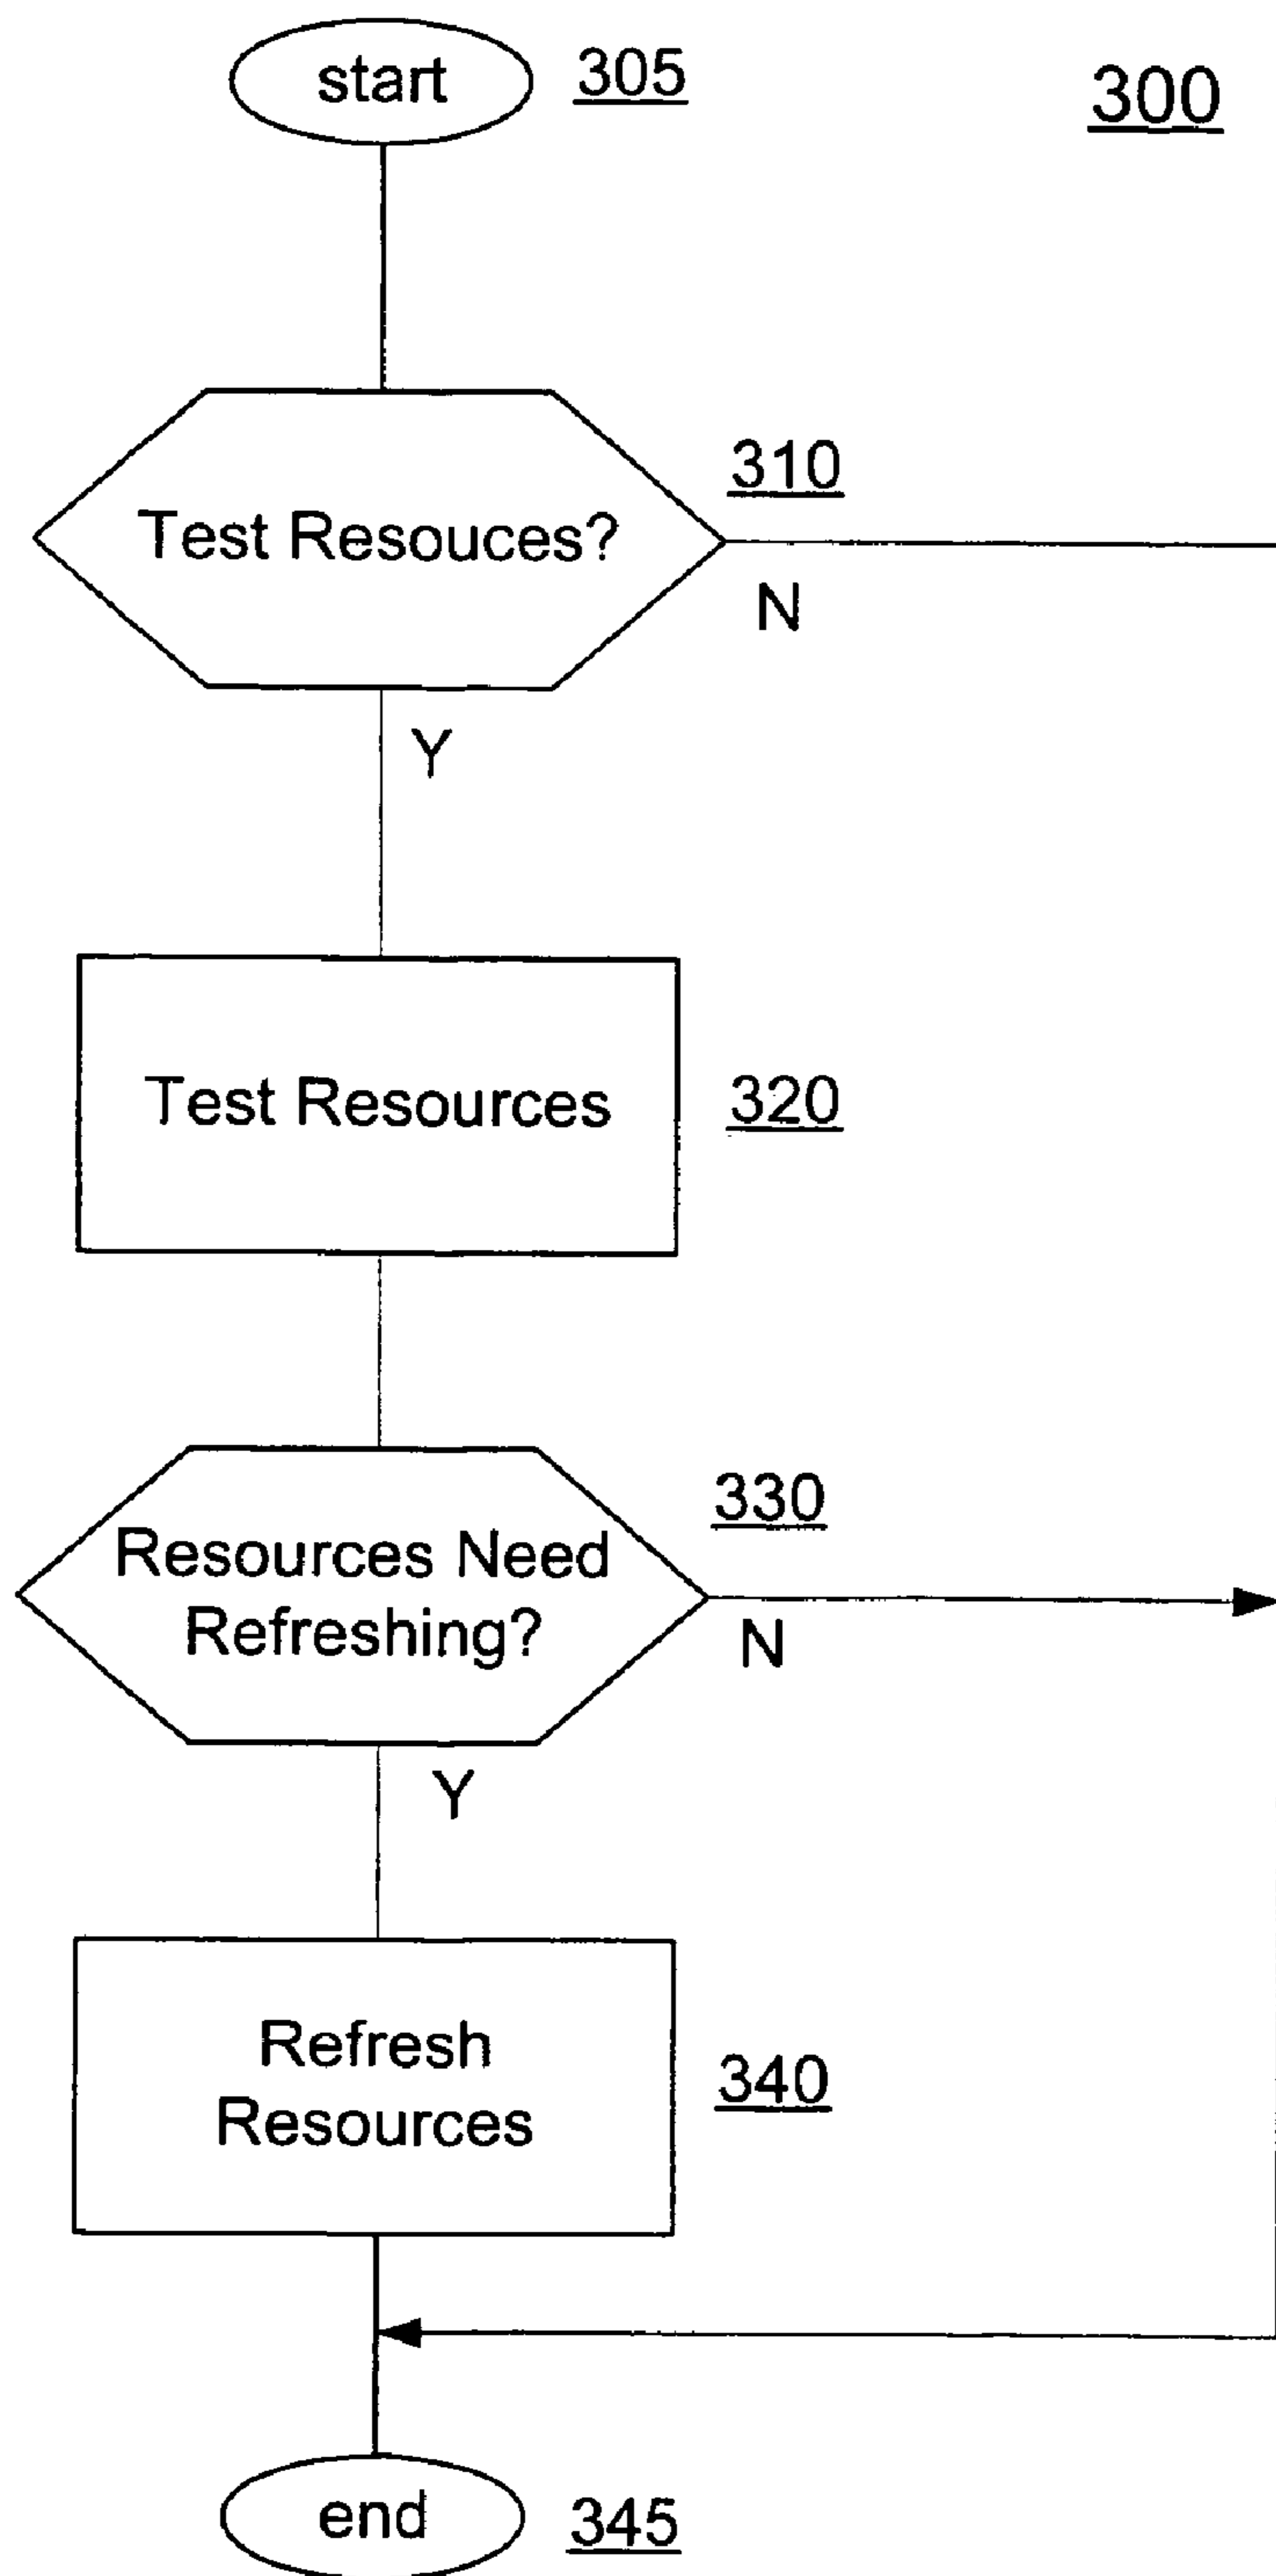 start 305
300
310
Test Resouces?
N
Y
Test Resources 320
330
Resources Need
Refreshing?
N
Y
Refresh
Resources
340
end 345